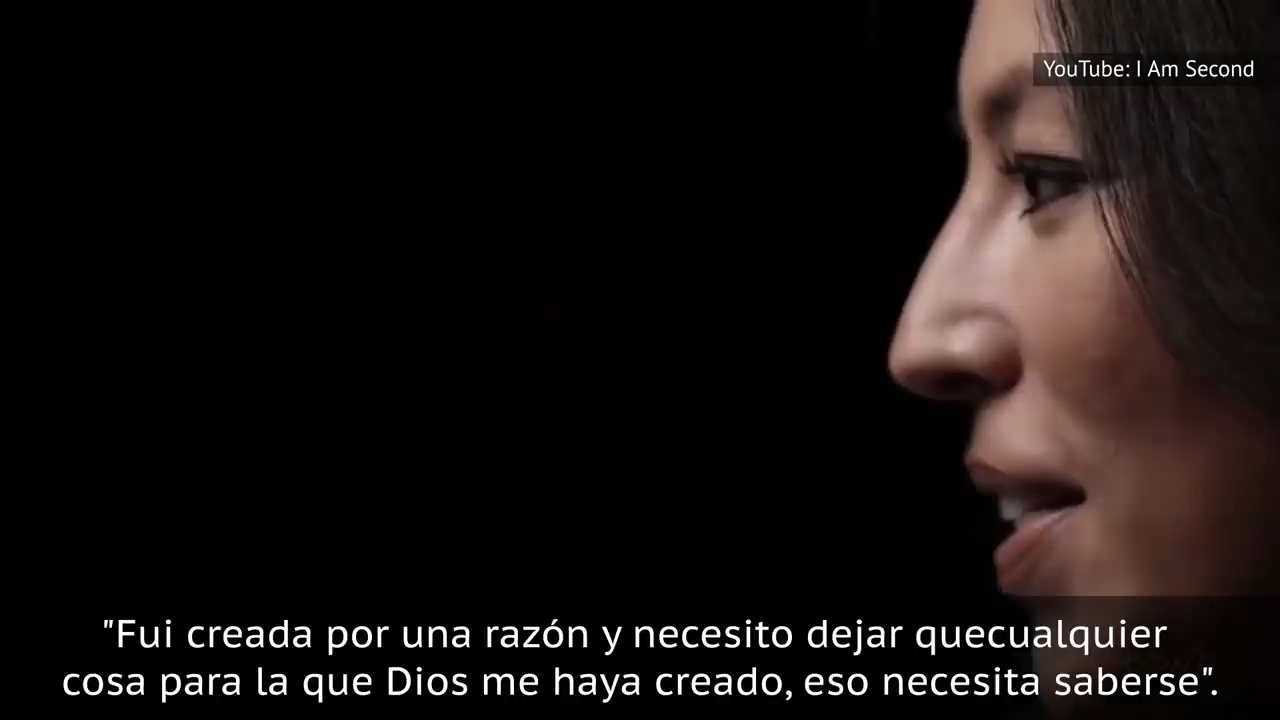 YouTube: I Am Second
"Fui creada por una razón y necesito dejar quecualquier
cosa para la que Dios me haya creado, eso necesita saberse".